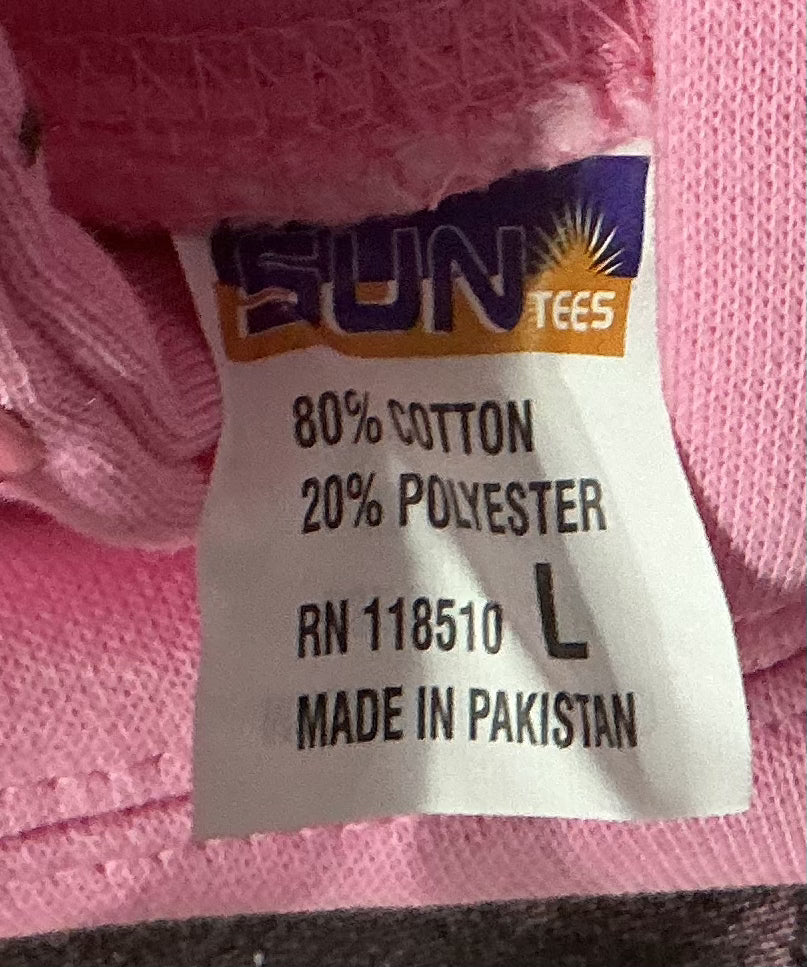 SUN TEES
80% COTTON
20% POLYESTER
RN 118510 L
MADE IN PAKISTAN